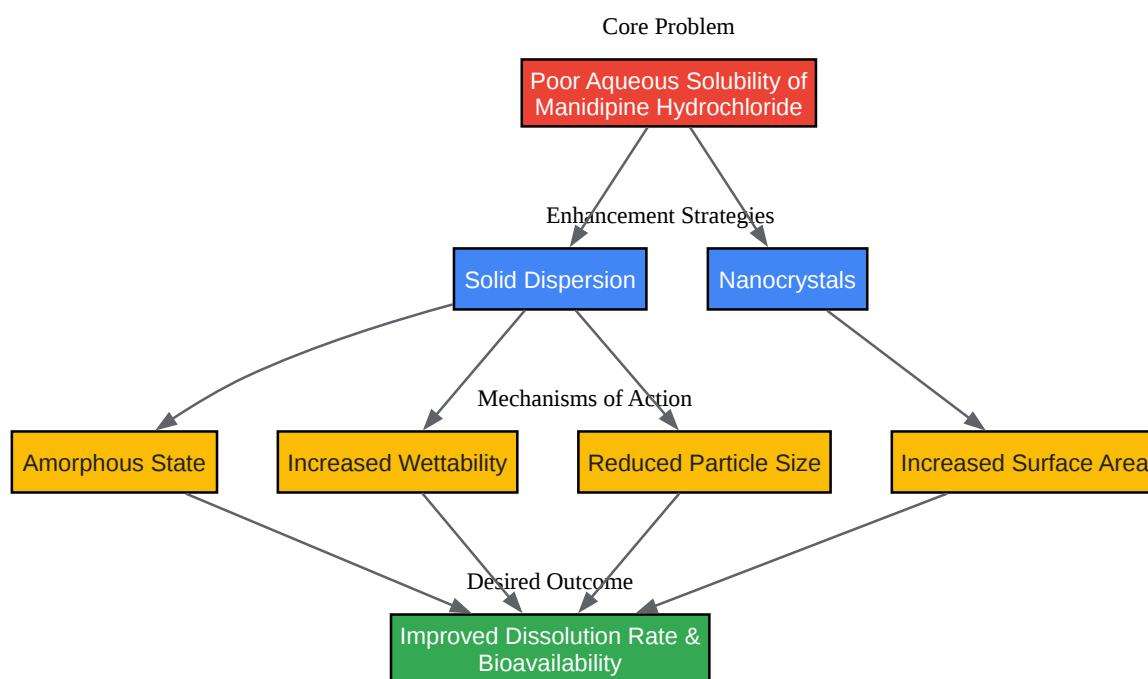 Core Problem
Poor Aqueous Solubility of
Manidipine Hydrochloride
Enhancement Strategies
Solid Dispersion
Nanocrystals
Mechanisms of Action
Amorphous State
Increased Wettability
Reduced Particle Size
Increased Surface Area
Desired Outcome
Improved Dissolution Rate &
Bioavailability